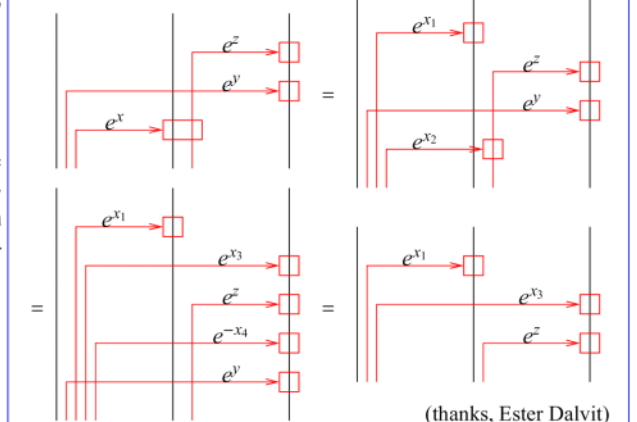 e^z
e^y
e^x
=
e^{x_1}
e^z
e^y
e^{x_2}
=
e^{x_1}
e^{x_3}
e^z
e^{-x_4}
e^y
=
e^{x_1}
e^{x_3}
e^z
(thanks, Ester Dalvit)